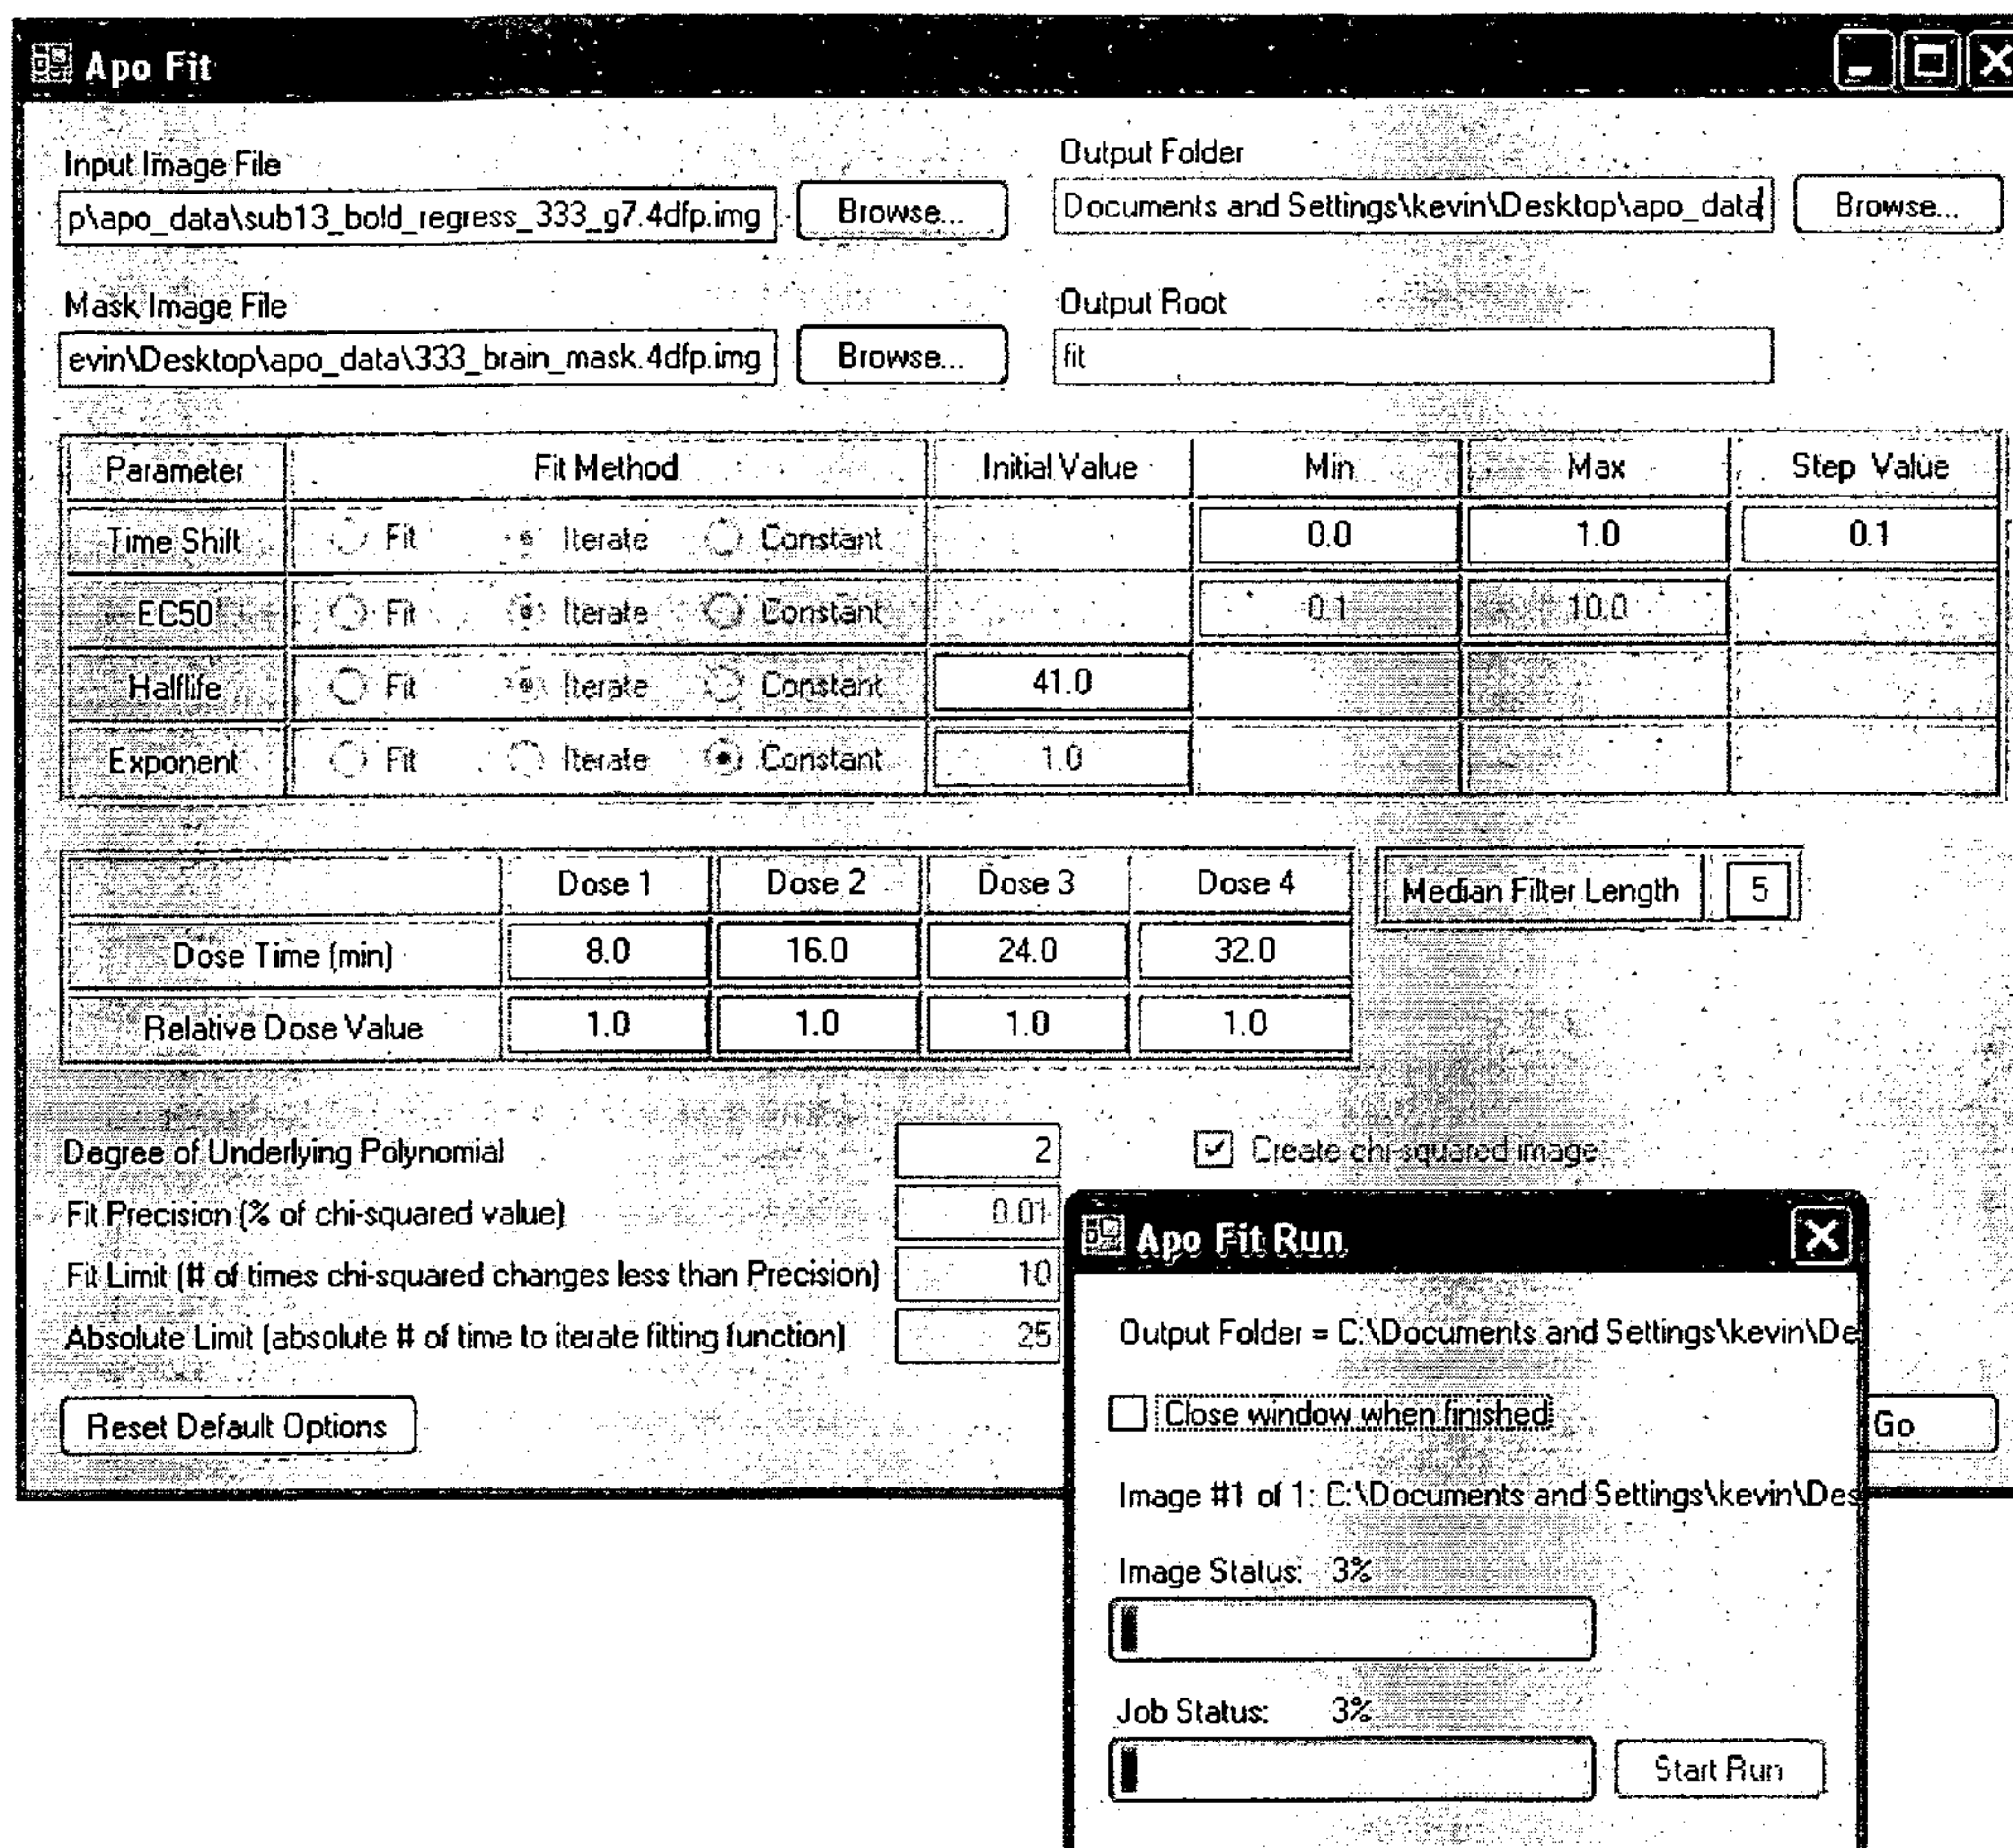 Apo Fit
Input Image File
p\apo_data\sub13_bold_regress_333_g7.4dfp.img Browse...
Output Folder
Documents and Settings\kevin\Desktop\apo_data Browse...
Mask Image File
evin\Desktop\apo_data\333_brain_mask.4dfp.img Browse...
Output Root
fit
Parameter Fit Method Initial Value Min Max Step Value
Time Shift Fit Iterate Constant 0.0 1.0 0.1
EC50 Fit Iterate Constant 0.1 10.0
Halflife Fit Iterate Constant 41.0
Exponent Fit Iterate Constant 1.0
Dose 1 Dose 2 Dose 3 Dose 4
Dose Time (min) 8.0 16.0 24.0 32.0
Relative Dose Value 1.0 1.0 1.0 1.0
Median Filter Length 5
Degree of Underlying Polynomial 2
Create chi-squared image
Fit Precision (% of chi-squared value) 0.01
Fit Limit (# of times chi-squared changes less than Precision) 10
Absolute Limit (absolute # of time to iterate fitting function) 25
Reset Default Options
Go
Apo Fit Run
Output Folder = C:\Documents and Settings\kevin\De
Close window when finished
Image #1 of 1: C:\Documents and Settings\kevin\Des
Image Status: 3%
Job Status: 3%
Start Run